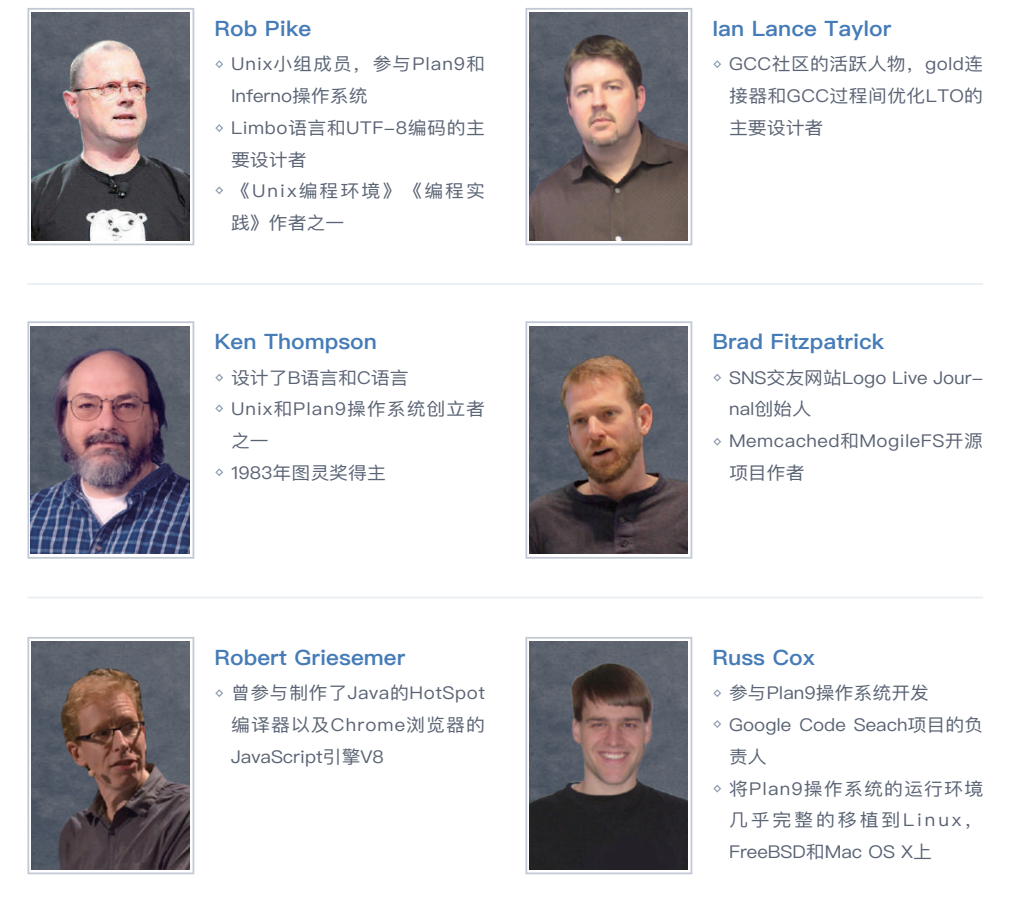 Rob Pike
Unix小组成员，参与Plan9和
Inferno操作系统
Limbo语言和UTF-8编码的主
要设计者
《Unix编程环境》《编程实
践》作者之一
Ian Lance Taylor
GCC社区的活跃人物，gold连
接器和GCC过程间优化LTO的
主要设计者
Ken Thompson
设计了B语言和C语言
Unix和Plan9操作系统创立者
之一
1983年图灵奖得主
Brad Fitzpatrick
SNS交友网站Logo Live Jour-
nal创始人
Memcached和MogileFS开源
项目作者
Robert Griesemer
曾参与制作了Java的HotSpot
编译器以及Chrome浏览器的
JavaScript引擎V8
Russ Cox
参与Plan9操作系统开发
Google Code Seach项目的负
责人
将Plan9操作系统的运行环境
几乎完整的移植到Linux，
FreeBSD和Mac OS X上